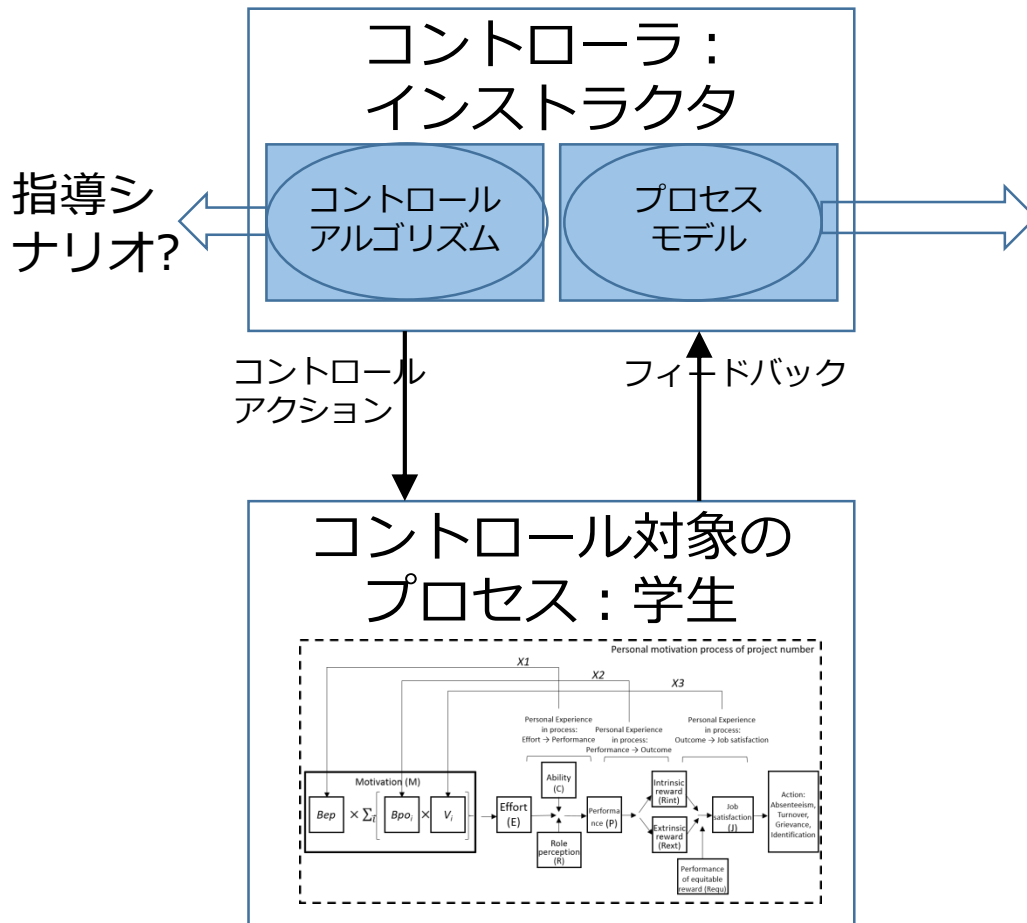 コントローラ：
インストラクタ
指導シ
ナリオ?
コントロール
アルゴリズム
プロセス
モデル
コントロール
アクション
フィードバック
コントロール対象の
プロセス：学生
Personal motivation process of project number
X1
X2
X3
Personal Experience
in process:
Effort → Performance
Personal Experience
in process:
Performance → Outcome
Personal Experience
in process:
Outcome → Job satisfaction
Motivation (M)
Bep × Σi [ Bpoi × Vi ]
Effort
(E)
Ability
(C)
Role
perception
(R)
Performa
nce (P)
Intrinsic
reward
(Rint)
Extrinsic
reward
(Rext)
Job
satisfaction
(J)
Performance
of equitable
reward (Requ)
Action:
Absenteeism,
Turnover,
Grievance,
Identification